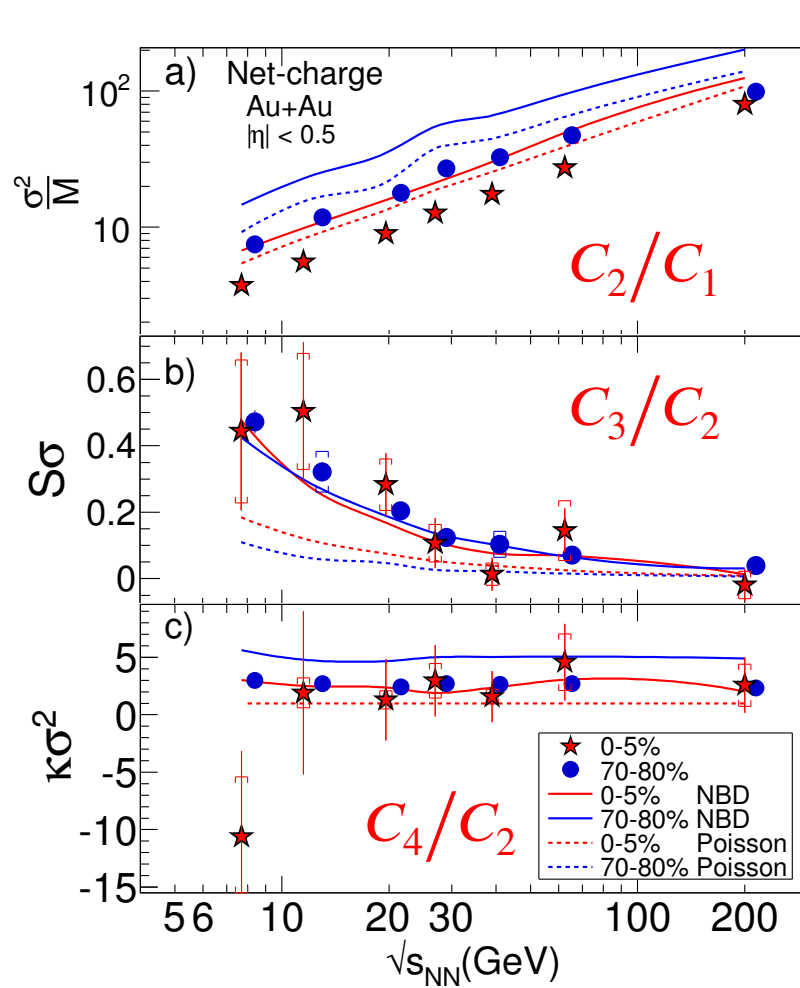 a) Net-charge
Au+Au
|η| < 0.5
10²
10
σ²/M
C₂/C₁
b)
0.6
0.4
0.2
0
Sσ
C₃/C₂
c)
5
0
-5
-10
-15
κσ²
C₄/C₂
0-5%
70-80%
0-5% NBD
70-80% NBD
0-5% Poisson
70-80% Poisson
5 6 10 20 30 100 200
√s_NN(GeV)